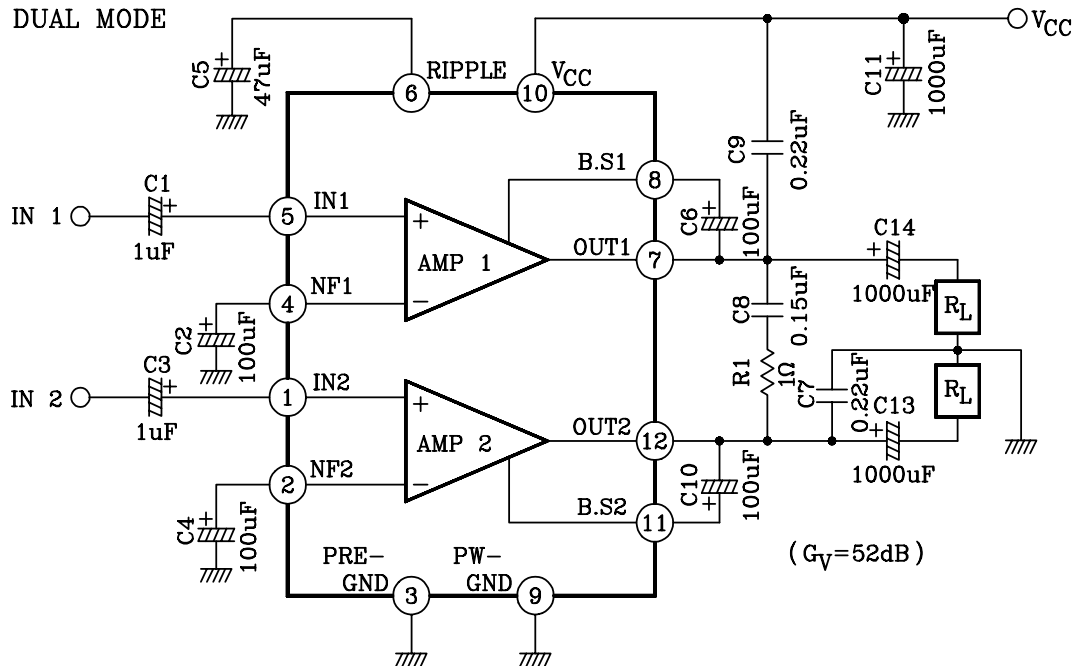 DUAL MODE
VCC
C5
+
47uF
RIPPLE
6
VCC
10
C11
+
1000uF
C9
0.22uF
B.S1
8
C6
+
100uF
IN 1
C1
+
1uF
5
IN1
+
AMP 1
−
OUT1
7
C14
+
1000uF
RL
4
NF1
C2
+
100uF
C8
0.15uF
R1
1Ω
C7
0.22uF
RL
IN 2
C3
+
1uF
1
IN2
+
AMP 2
−
OUT2
12
C13
+
1000uF
2
NF2
C4
+
100uF
C10
+
100uF
B.S2
11
(GV=52dB)
PRE-
GND
3
PW-
GND
9